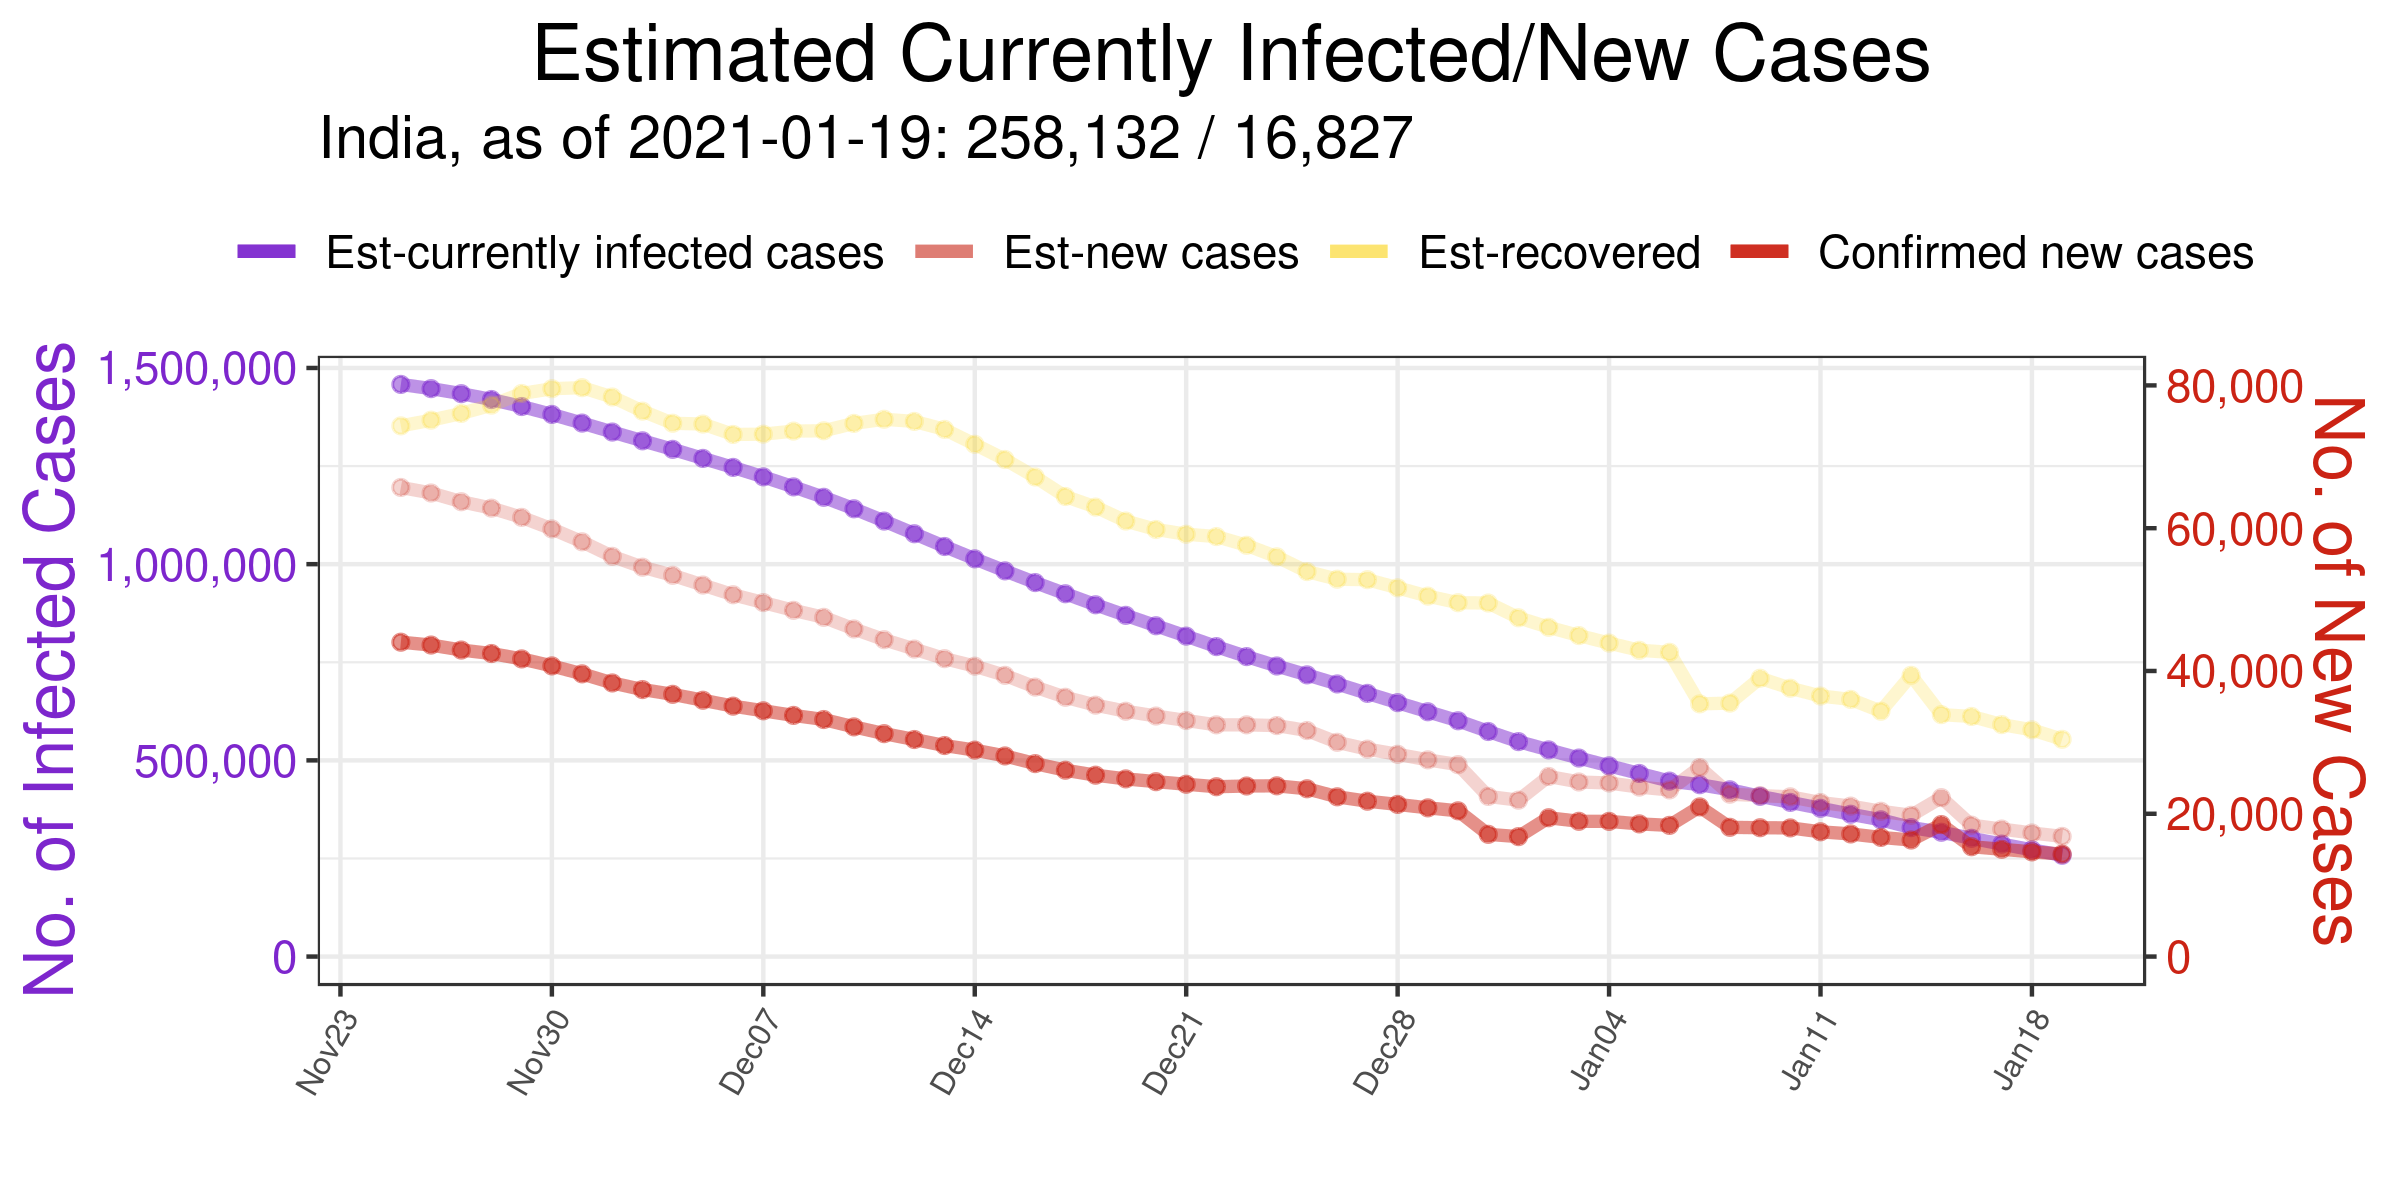 Estimated Currently Infected/New Cases
India, as of 2021-01-19: 258,132 / 16,827
Est-currently infected cases Est-new cases Est-recovered Confirmed new cases
No. of Infected Cases
1,500,000
1,000,000
500,000
0
80,000
60,000
40,000
20,000
0
No. of New Cases
Nov23 Nov30 Dec07 Dec14 Dec21 Dec28 Jan04 Jan11 Jan18